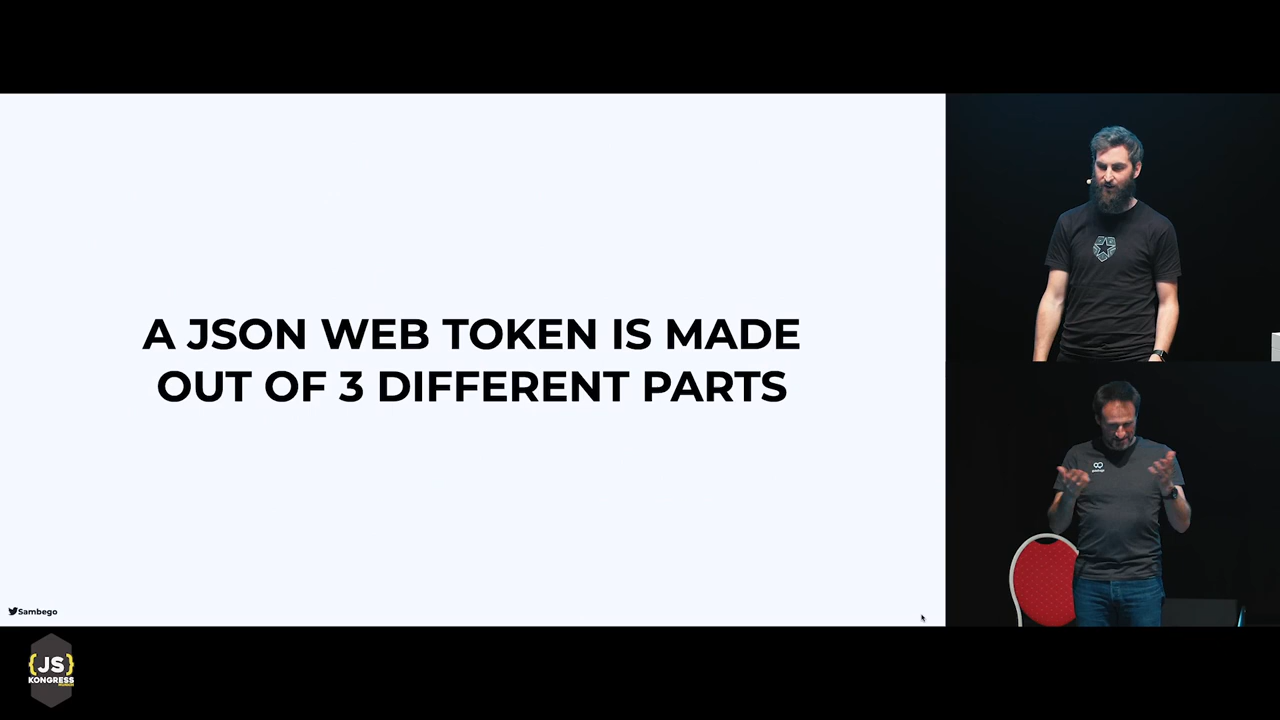 A JSON WEB TOKEN IS MADE
OUT OF 3 DIFFERENT PARTS
Sambego
{JS}
KONGRESS